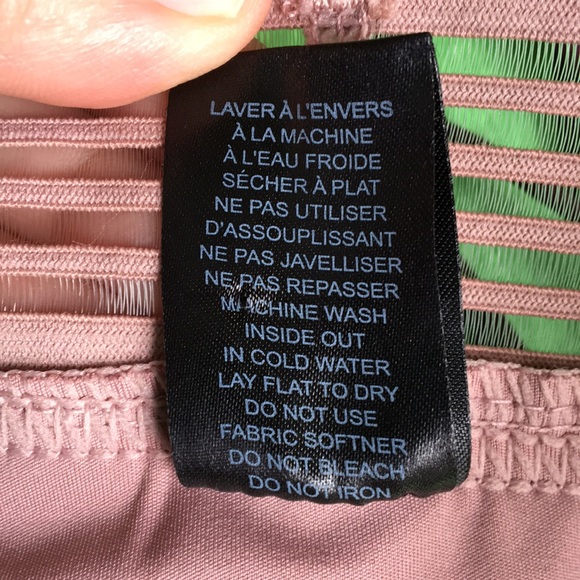 LAVER À L'ENVERS
À LA MACHINE
À L'EAU FROIDE
SÉCHER À PLAT
NE PAS UTILISER
D'ASSOUPLISSANT
NE PAS JAVELLISER
NE PAS REPASSER
MACHINE WASH
INSIDE OUT
IN COLD WATER
LAY FLAT TO DRY
DO NOT USE
FABRIC SOFTNER
DO NOT BLEACH
DO NOT IRON